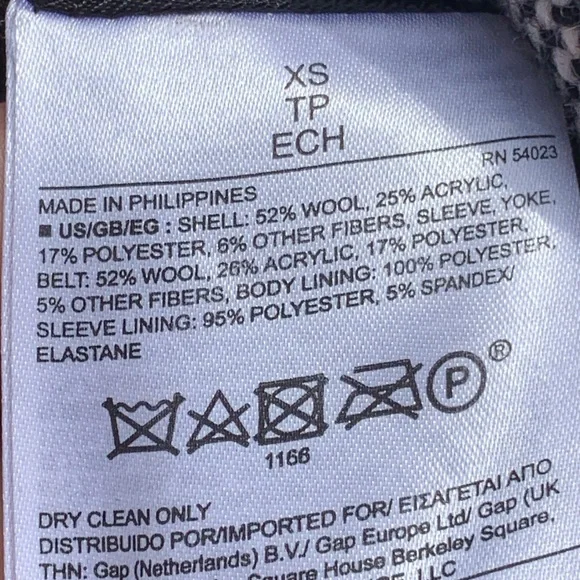 XS
TP
ECH
RN 54023
MADE IN PHILIPPINES
■ US/GB/EG : SHELL: 52% WOOL, 25% ACRYLIC,
17% POLYESTER, 6% OTHER FIBERS, SLEEVE, YOKE,
BELT: 52% WOOL, 26% ACRYLIC, 17% POLYESTER,
5% OTHER FIBERS, BODY LINING: 100% POLYESTER,
SLEEVE LINING: 95% POLYESTER, 5% SPANDEX/
ELASTANE
P ®
1166
DRY CLEAN ONLY
DISTRIBUIDO POR/IMPORTED FOR/ ΕΙΣΑΓΕΤΑΙ ΑΠΟ
ΤΗΝ: Gap (Netherlands) B.V./ Gap Europe Ltd/ Gap (UK
Square House Berkeley Square,
LLC